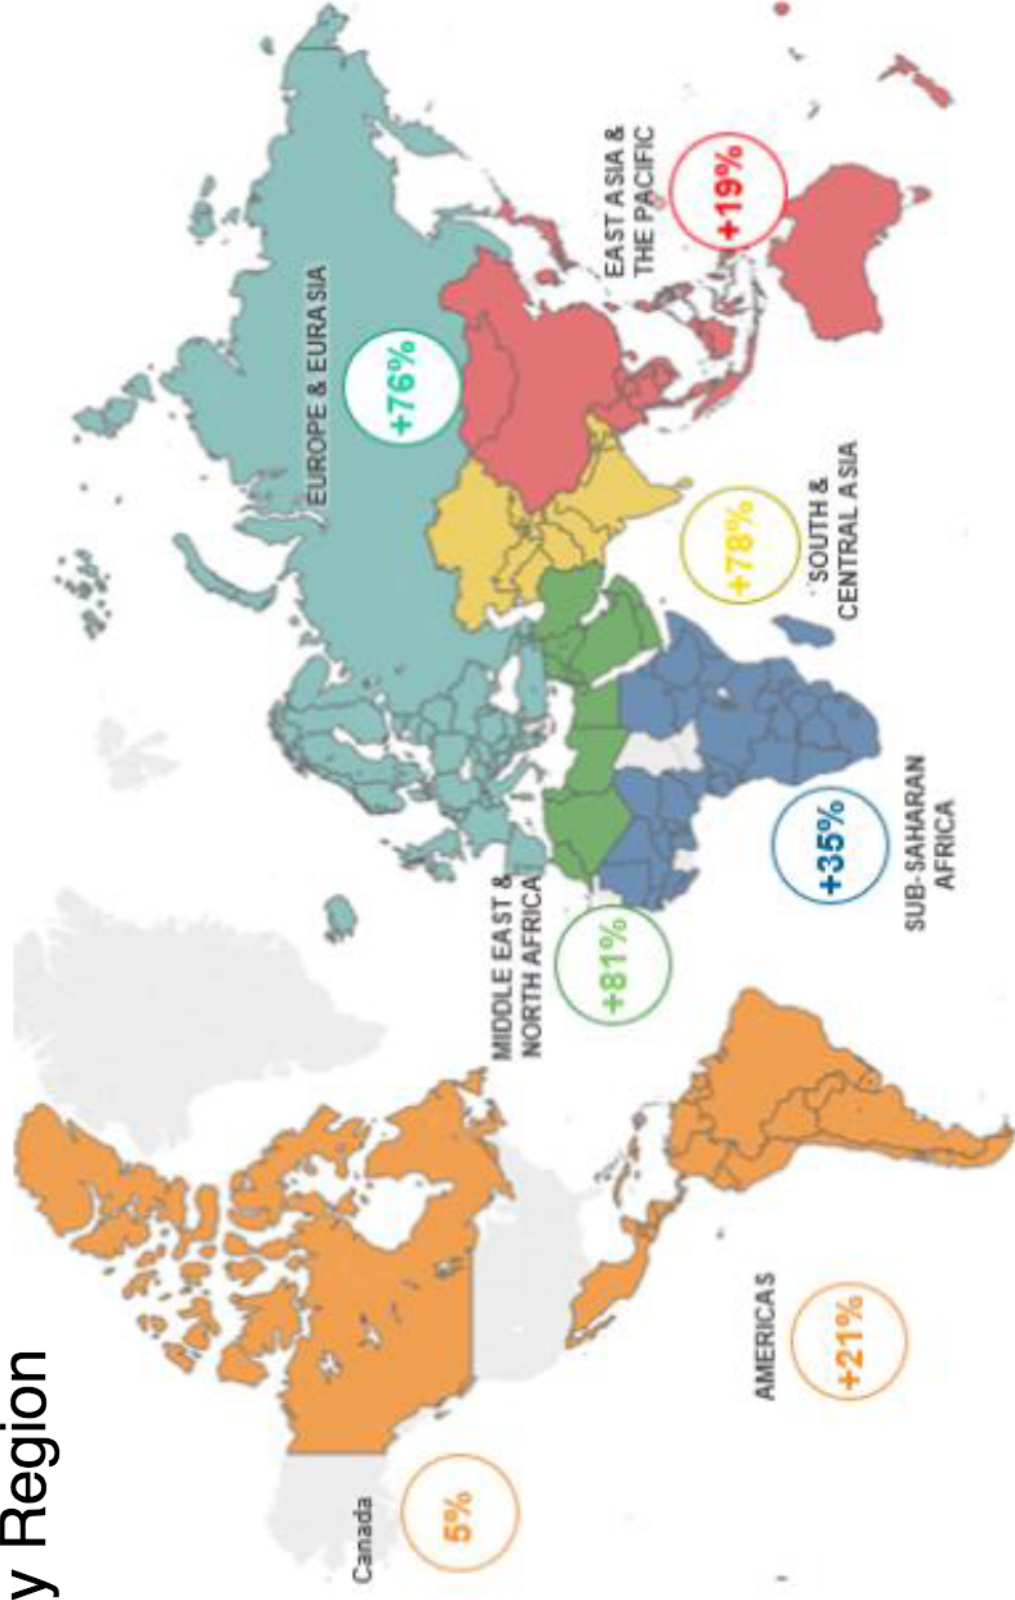 y Region
EUROPE & EURASIA
+76%
EAST ASIA &
THE PACIFIC
+19%
Canada
5%
MIDDLE EAST &
NORTH AFRICA
+81%
+78%
SOUTH &
CENTRAL ASIA
AMERICAS
+21%
+35%
SUB-SAHARAN
AFRICA